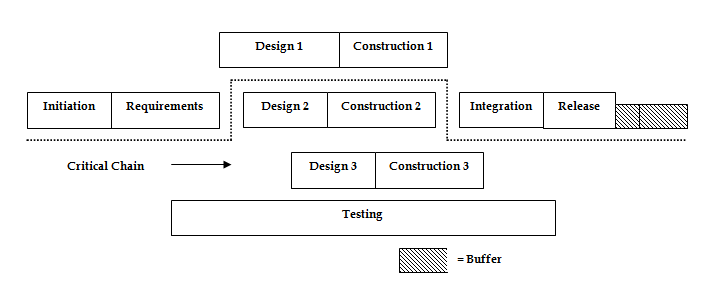 Design 1
Construction 1
Initiation
Requirements
Design 2
Construction 2
Integration
Release
Critical Chain
Design 3
Construction 3
Testing
= Buffer